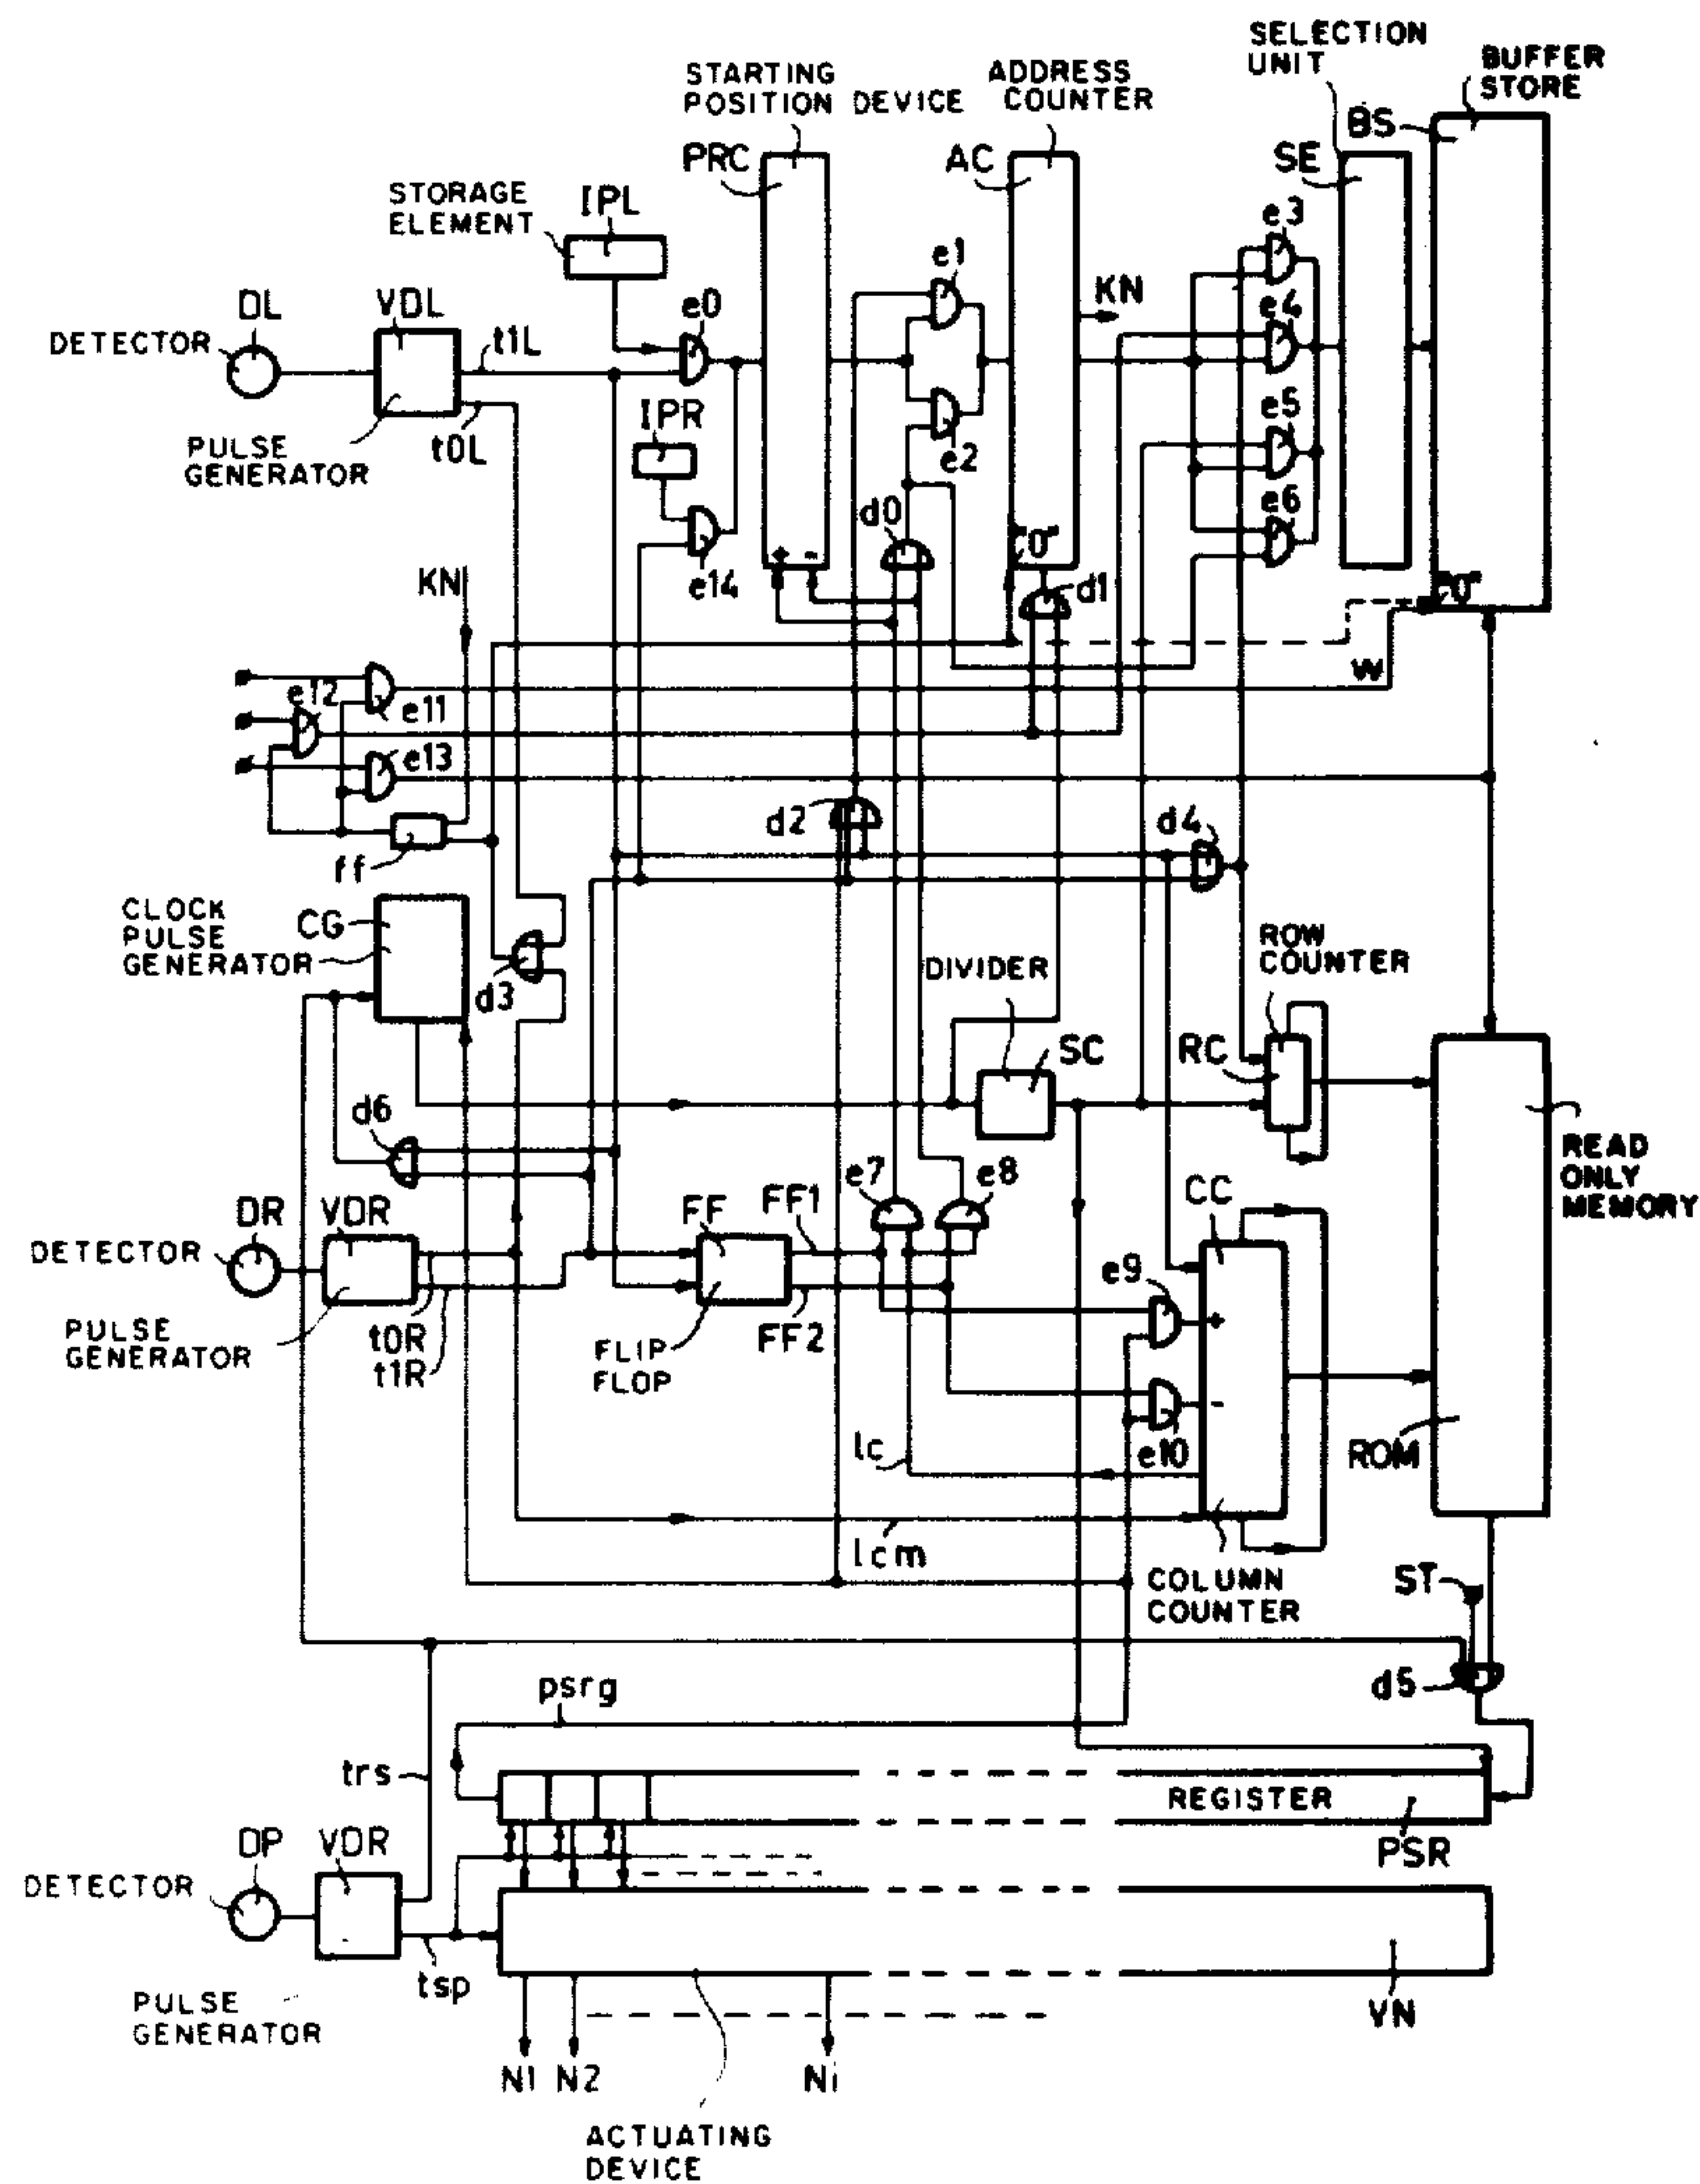 SELECTION
UNIT
BUFFER
STORE
STARTING
POSITION DEVICE
ADDRESS
COUNTER
BS
PRC
AC
SE
STORAGE
ELEMENT
IPL
e3
e1
KN
DL
VDL
e0
e4
DETECTOR
t1L
IPR
e5
t0L
e2
PULSE
GENERATOR
e6
d0
"0"
+ -
KN
e14
d1
"0"
W
e12
e11
e13
d2
d4
ff
CLOCK
PULSE
GENERATOR
CG
ROW
COUNTER
d3
DIVIDER
SC
RC
d6
READ
ONLY
MEMORY
e7
e8
CC
DR
VDR
FF
FF1
DETECTOR
e9
+
PULSE
GENERATOR
t0R
t1R
FLIP
FLOP
FF2
-
lc
e10
ROM
lcm
COLUMN
COUNTER
ST
psrg
d5
trs
REGISTER
DP
VDR
PSR
DETECTOR
tsp
VN
PULSE
GENERATOR
N1 N2 Ni
ACTUATING
DEVICE